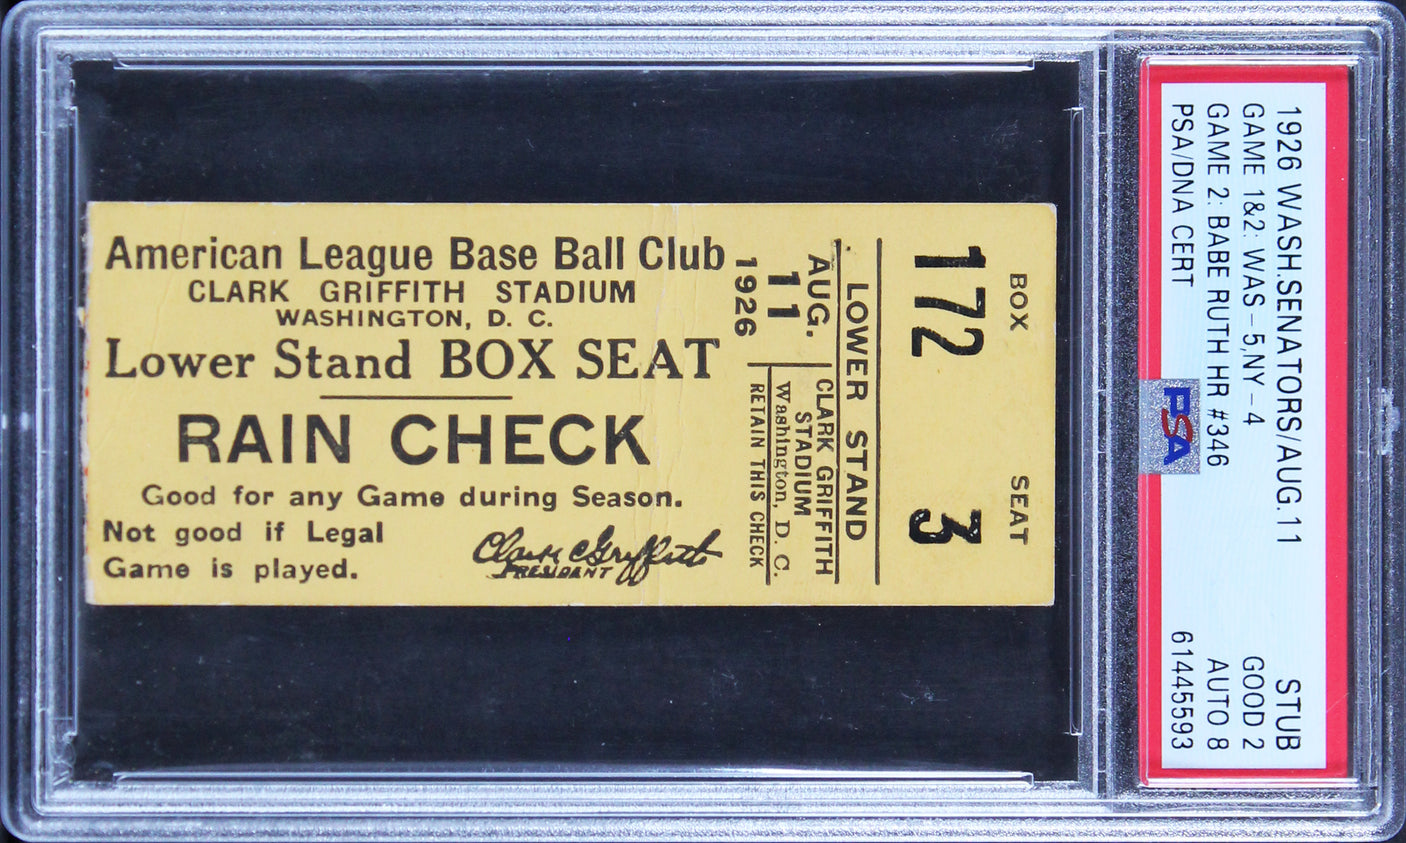 American League Base Ball Club
CLARK GRIFFITH STADIUM
WASHINGTON, D. C.
Lower Stand BOX SEAT
RAIN CHECK
Good for any Game during Season.
Not good if Legal
Game is played.
Clark C Griffith
PRESIDENT
BOX 172 SEAT 3
LOWER STAND
AUG. 11 1926
CLARK GRIFFITH
STADIUM
Washington, D. C.
RETAIN THIS CHECK
1926 WASH.SENATORS/AUG.11 STUB
GAME 1&2: WAS - 5,NY - 4 GOOD 2
GAME 2: BABE RUTH HR #346 AUTO 8
PSA/DNA CERT 61445593
PSA